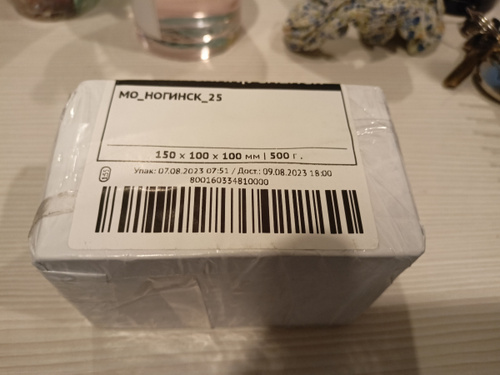 МО_НОГИНСК_25
150 x 100 x 100 мм | 500 г.
Упак: 07.08.2023 07:51 / Дост.: 09.08.2023 18:00
800160334810000